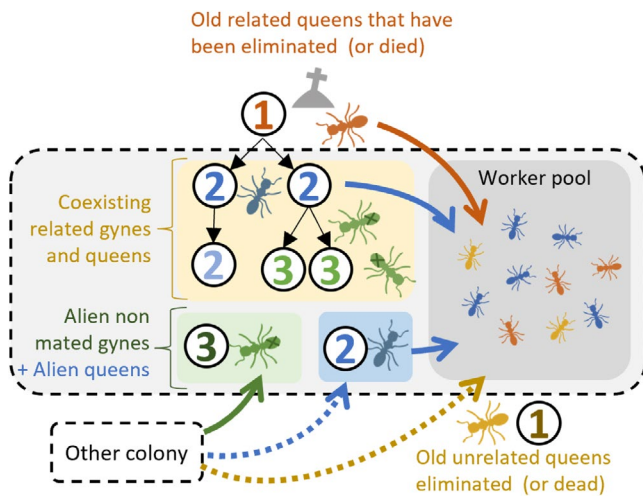 Old related queens that have
been eliminated (or died)
1
Worker pool
2 2
Coexisting
related gynes
and queens
2 3 3
Alien non
mated gynes
+ Alien queens
3 2
Other colony
1
Old unrelated queens
eliminated (or dead)